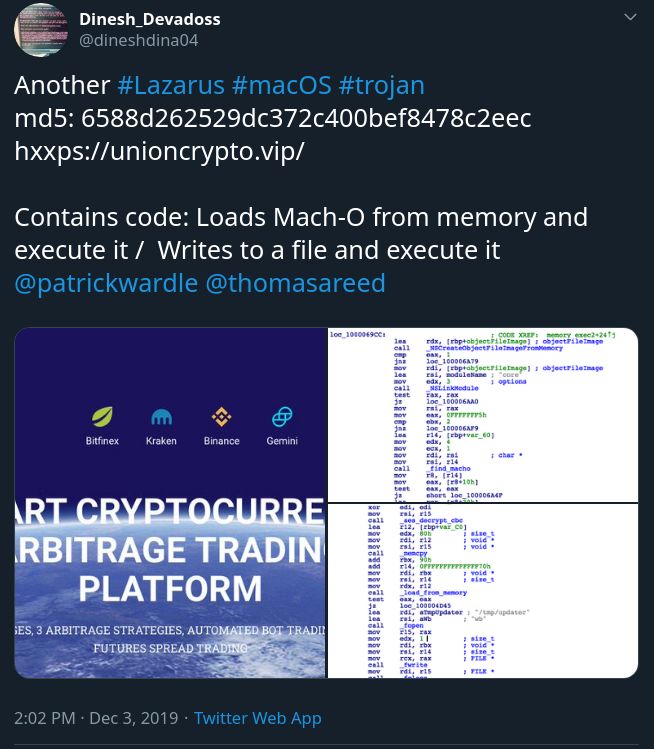 Dinesh_Devadoss
@dineshdina04
Another #Lazarus #macOS #trojan
md5: 6588d262529dc372c400bef8478c2eec
hxxps://unioncrypto.vip/
Contains code: Loads Mach-O from memory and
execute it / Writes to a file and execute it
@patrickwardle @thomasareed
Bitfinex Kraken Binance Gemini
ART CRYPTOCURRE
RBITRAGE TRADIN
PLATFORM
GES, 3 ARBITRAGE STRATEGIES, AUTOMATED BOT TRADIN
FUTURES SPREAD TRADING
loc_1000069CC: ; CODE XREF: memory_exec2+24↑j
lea rdx, [rbp+objectFileImage] ; objectFileImage
call _NSCreateObjectFileImageFromMemory
cmp eax, 1
jnz loc_100006A79
mov rdi, [rbp+objectFileImage] ; objectFileImage
lea rsi, moduleName ; "core"
mov edx, 3 ; options
call _NSLinkModule
test rax, rax
jz loc_100006AA0
mov rsi, rax
mov eax, 0FFFFFFF5h
cmp ebx, 2
jnz loc_100006AF9
lea r14, [rbp+var_60]
mov edx, 4
mov ecx, 1
mov rdi, rsi ; char *
mov rsi, r14
call _find_macho
mov r8, [r14]
mov eax, [r8+10h]
test eax, eax
jz short loc_100006A4F
xor edi, edi
mov rsi, r15
call _aes_decrypt_cbc
lea r12, [rbp+var_C0]
mov edx, 80h ; size_t
mov rdi, r12 ; void *
mov rsi, r15 ; void *
call _memcpy
add rbx, 90h
add r14, 0FFFFFFFFFFFFFF70h
mov rdi, rbx ; void *
mov rsi, r14 ; size_t
mov rdx, r12
call _load_from_memory
test eax, eax
jz loc_100004D45
lea rdi, aTmpUpdater ; "/tmp/updater"
lea rsi, aWb ; "wb"
call _fopen
mov r15, rax
mov edx, 1 ; size_t
mov rdi, rbx ; void *
mov rsi, r14 ; size_t
mov rcx, rax ; FILE *
call _fwrite
mov rdi, r15 ; FILE *
2:02 PM · Dec 3, 2019 · Twitter Web App